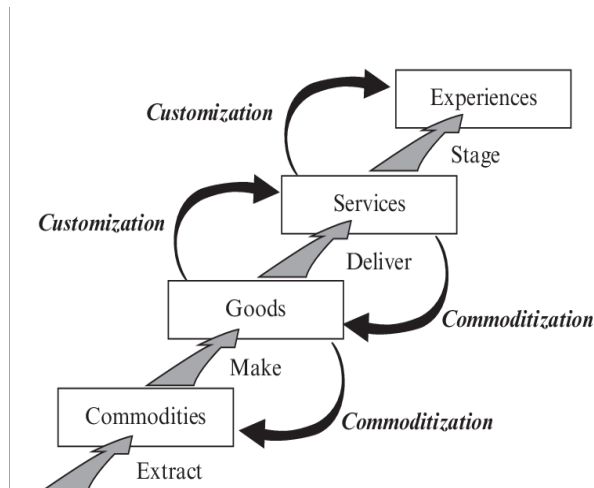 Experiences
Customization
Stage
Services
Customization
Deliver
Goods
Commoditization
Make
Commodities
Commoditization
Extract